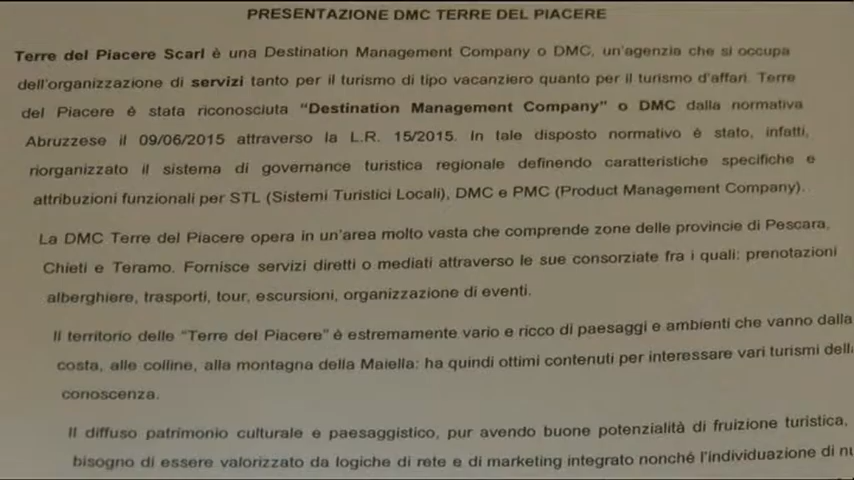 PRESENTAZIONE DMC TERRE DEL PIACERE
Terre del Piacere Scarl è una Destination Management Company o DMC, un'agenzia che si occupa
dell'organizzazione di servizi tanto per il turismo di tipo vacanziero quanto per il turismo d'affari. Terre
del Piacere è stata riconosciuta "Destination Management Company" o DMC dalla normativa
Abruzzese il 09/06/2015 attraverso la L.R. 15/2015. In tale disposto normativo è stato, infatti,
riorganizzato il sistema di governance turistica regionale definendo caratteristiche specifiche e
attribuzioni funzionali per STL (Sistemi Turistici Locali), DMC e PMC (Product Management Company).
La DMC Terre del Piacere opera in un'area molto vasta che comprende zone delle provincie di Pescara,
Chieti e Teramo. Fornisce servizi diretti o mediati attraverso le sue consorziate fra i quali: prenotazioni
alberghiere, trasporti, tour, escursioni, organizzazione di eventi.
Il territorio delle "Terre del Piacere" è estremamente vario e ricco di paesaggi e ambienti che vanno dalla
costa, alle colline, alla montagna della Maiella: ha quindi ottimi contenuti per interessare vari turismi
conoscenza.
Il diffuso patrimonio culturale e paesaggistico, pur avendo buone potenzialità di fruizione turistica,
bisogno di essere valorizzato da logiche di rete e di marketing integrato nonché l'individuazione di